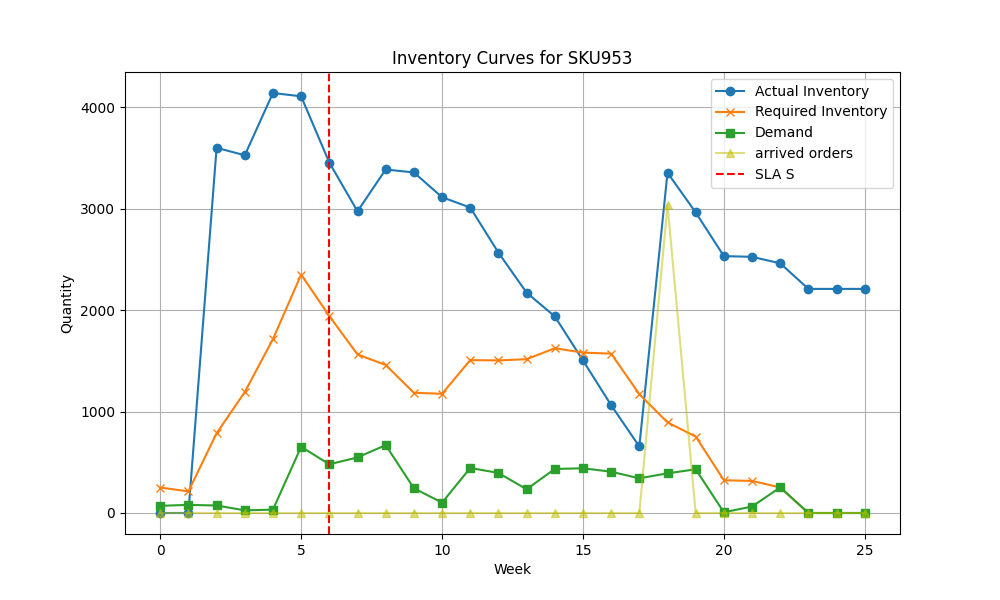 Inventory Curves for SKU953
Actual Inventory
Required Inventory
Demand
arrived orders
SLA S
Quantity
4000
3000
2000
1000
0
0 5 10 15 20 25
Week